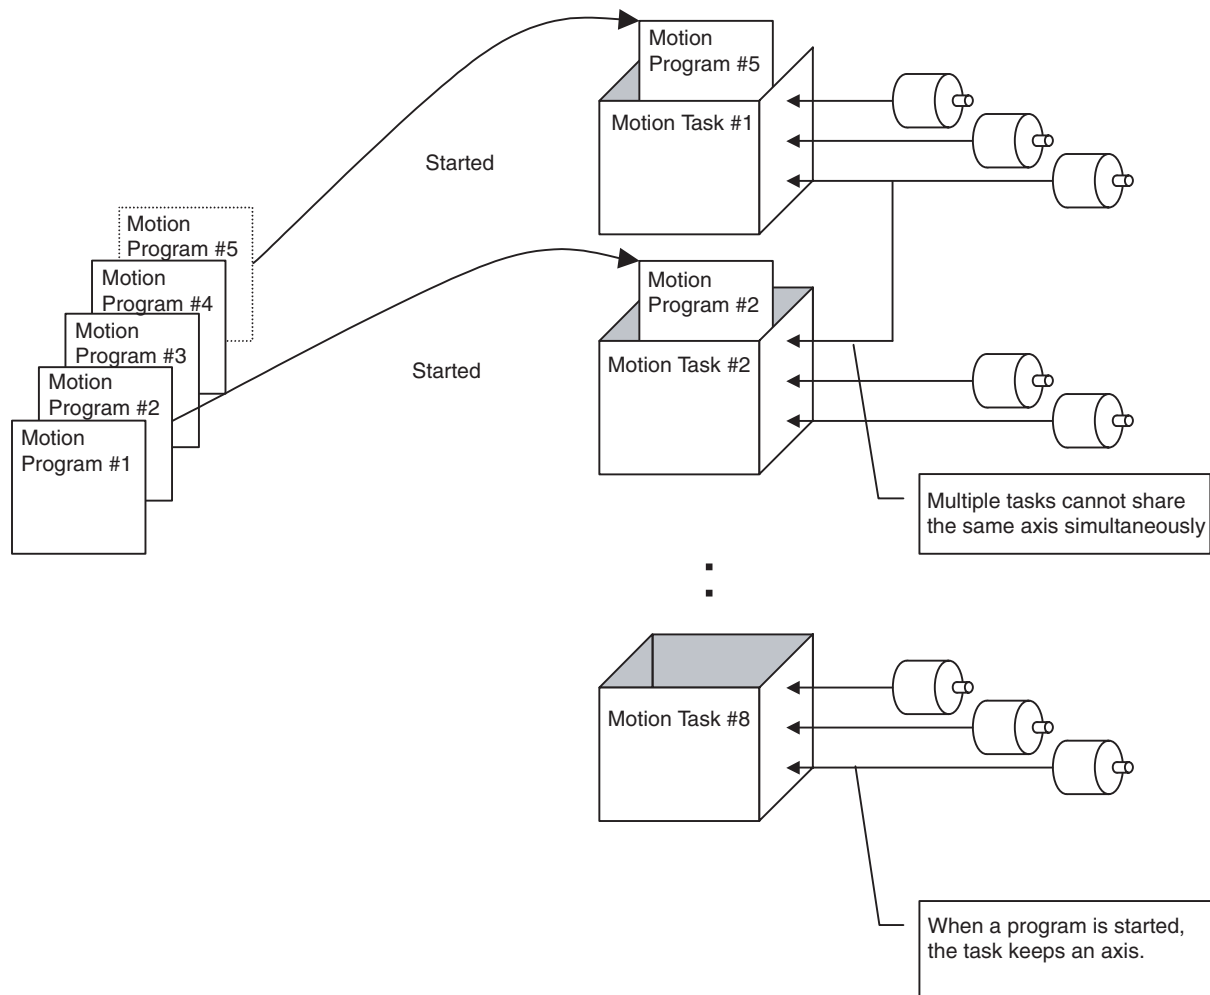 Motion
Program #5
Motion Task #1
Started
Motion
Program #5
Motion
Program #4
Motion
Program #3
Motion
Program #2
Motion
Program #1
Motion
Program #2
Motion Task #2
Started
Multiple tasks cannot share
the same axis simultaneously
:
Motion Task #8
When a program is started,
the task keeps an axis.